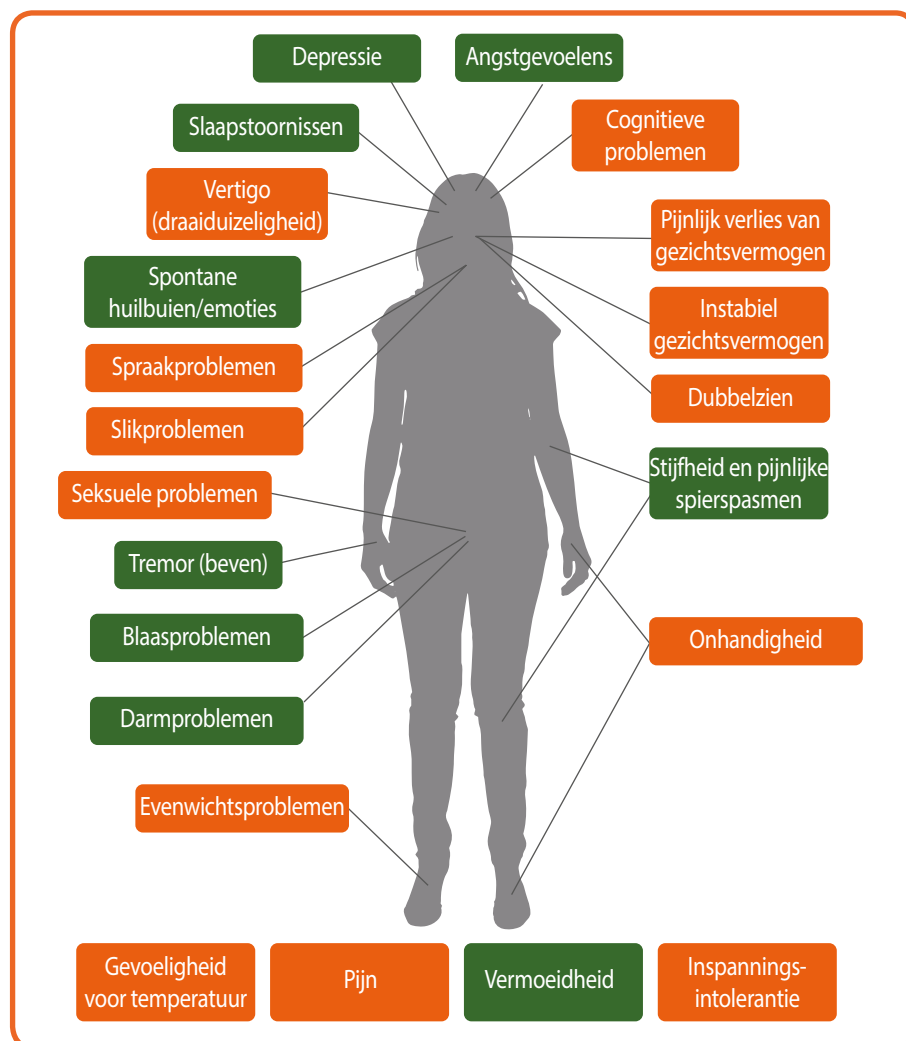 Depressie
Angstgevoelens
Slaapstoornissen
Cognitieve
problemen
Vertigo
(draaiduizeligheid)
Pijnlijk verlies van
gezichtsvermogen
Spontane
huilbuien/emoties
Instabiel
gezichtsvermogen
Spraakproblemen
Dubbelzien
Slikproblemen
Stijfheid en pijnlijke
spierspasmen
Seksuele problemen
Tremor (beven)
Blaasproblemen
Onhandigheid
Darmproblemen
Evenwichtsproblemen
Gevoeligheid
voor temperatuur
Pijn
Vermoeidheid
Inspannings-
intolerantie